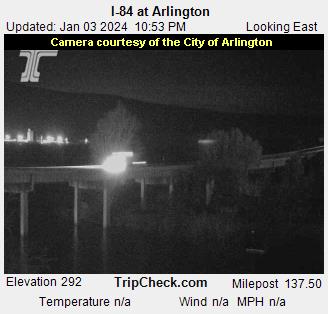 I-84 at Arlington
Updated: Jan 03 2024 10:53 PM Looking East
Camera courtesy of the City of Arlington
Elevation 292 TripCheck.com Milepost 137.50
Temperature n/a Wind n/a MPH n/a